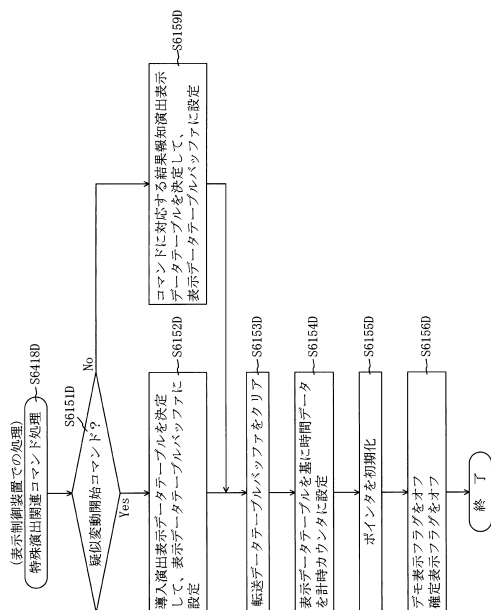 (表示制御装置での処理)
特殊演出関連コマンド処理
S6418D
S6151D
疑似変動開始コマンド?
No
Yes
導入演出表示データテーブルを決定
して、表示データテーブルバッファに
設定
S6152D
コマンドに対応する結果報知演出表示
データテーブルを決定して、
表示データテーブルバッファに設定
S6159D
転送データテーブルバッファをクリア
S6153D
表示データテーブルを基に時間データ
を計時カウンタに設定
S6154D
ポインタを初期化
S6155D
デモ表示フラグをオフ
確定表示フラグをオフ
S6156D
終了